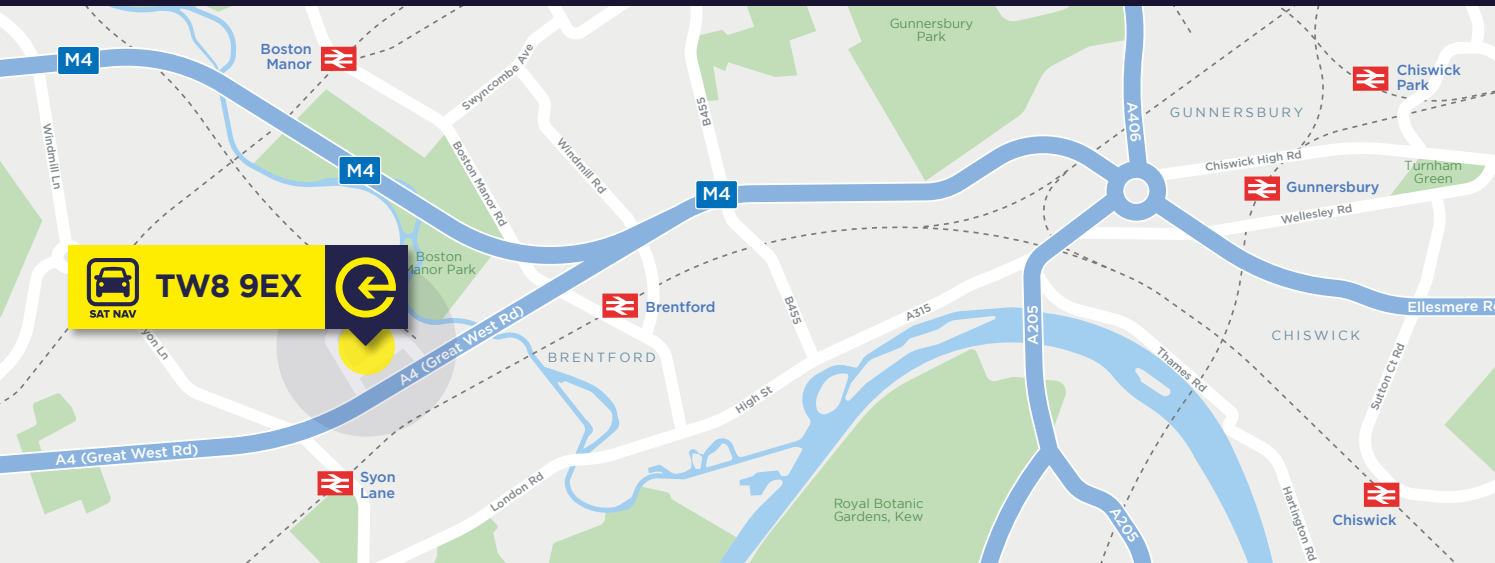 M4
Boston
Manor
Swyncombe Ave
Gunnersbury
Park
B455
A406
GUNNERSBURY
Chiswick
Park
Windmill Ln
M4
Boston Manor Rd
Windmill Rd
M4
Chiswick High Rd
Gunnersbury
Turnham
Green
Wellesley Rd
Boston
Manor Park
SAT NAV
TW8 9EX
yon Ln
A4 (Great West Rd)
Brentford
BRENTFORD
B455
A315
A205
Ellesmere R
CHISWICK
Thames Rd
Sutton Ct Rd
High St
A4 (Great West Rd)
Syon
Lane
London Rd
Royal Botanic
Gardens, Kew
A205
Hartington Rd
Chiswick